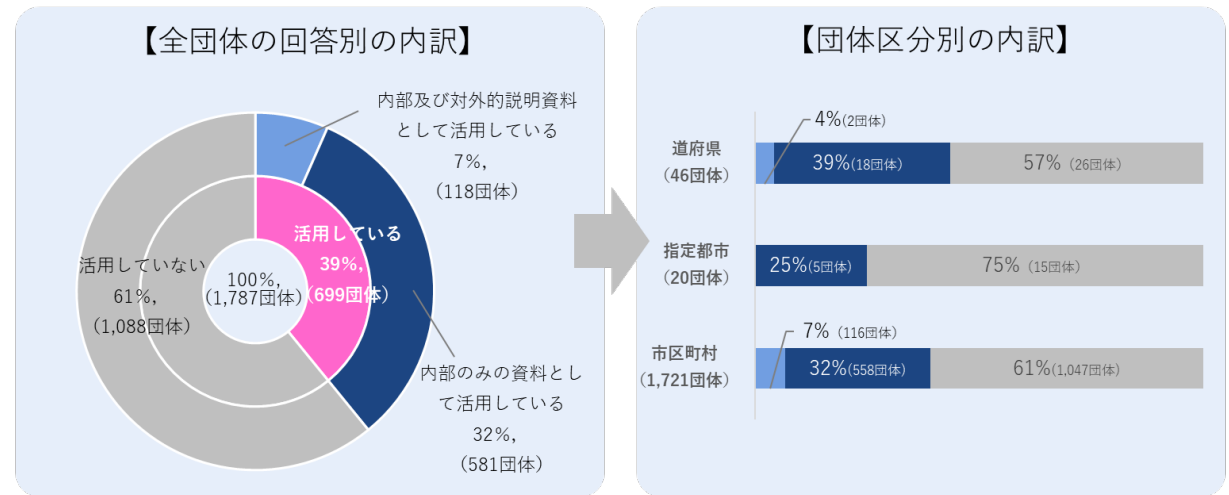 【全団体の回答別の内訳】
内部及び対外的説明資料
として活用している
7%,
(118団体)
活用している
39%,
(699団体)
活用していない
61%,
(1,088団体)
100%,
(1,787団体)
内部のみの資料とし
て活用している
32%,
(581団体)
【団体区分別の内訳】
4%(2団体)
道府県
(46団体)
39%(18団体)
57% (26団体)
指定都市
(20団体)
25%(5団体)
75% (15団体)
7% (116団体)
市区町村
(1,721団体)
32%(558団体)
61%(1,047団体)